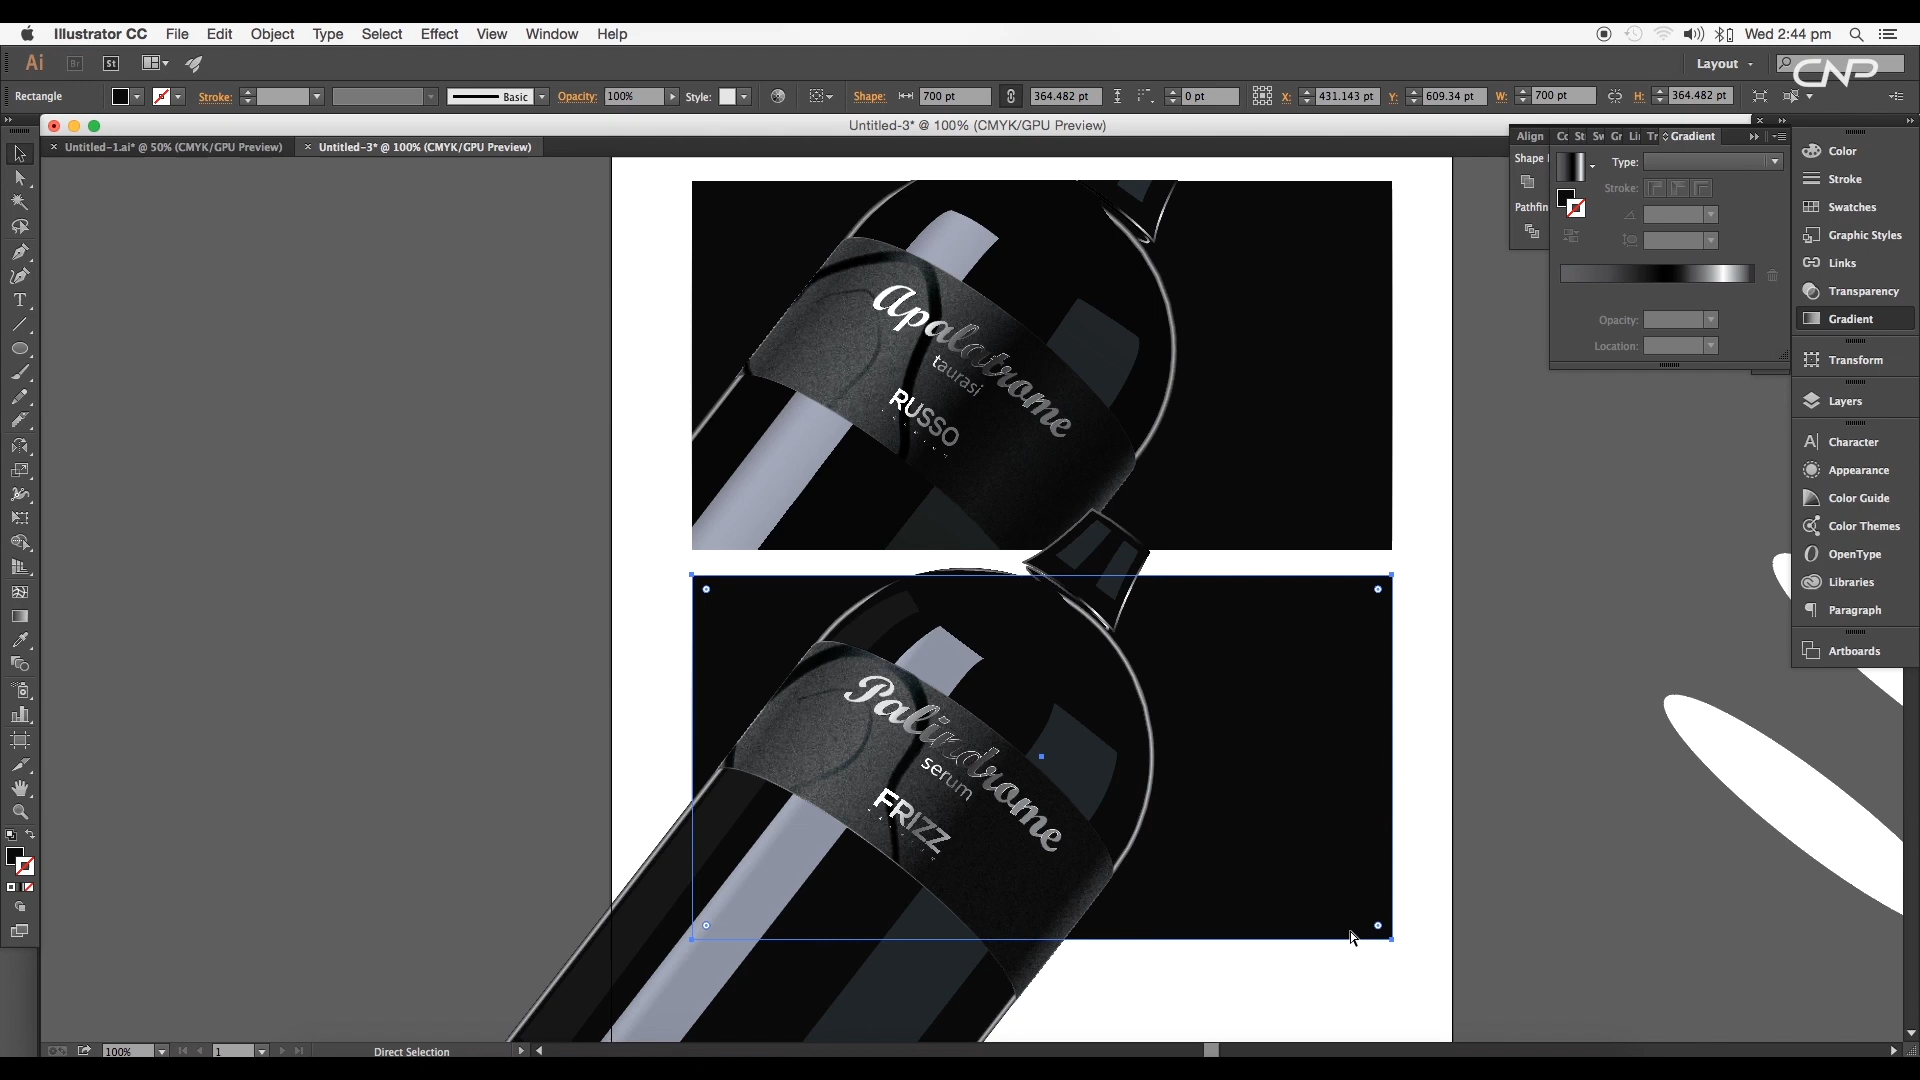 Illustrator CC File Edit Object Type Select Effect View Window Help
Wed 2:44 pm
Ai Br St
Layout
CNP
Rectangle
Stroke:
Basic
Opacity: 100%
Style:
Shape: 700 pt
364.482 pt
0 pt
X: 431.143 pt
Y: 609.34 pt
W: 700 pt
H: 364.482 pt
Untitled-3* @ 100% (CMYK/GPU Preview)
× Untitled-1.ai* @ 50% (CMYK/GPU Preview)
× Untitled-3* @ 100% (CMYK/GPU Preview)
Align
Cc St Sw Gr Li Tr Gradient
Shape
Pathfin
Type:
Stroke:
Opacity:
Location:
Color
Stroke
Swatches
Graphic Styles
Links
Transparency
Gradient
Transform
Layers
Character
Appearance
Color Guide
Color Themes
OpenType
Libraries
Paragraph
Artboards
Apalatrome
taurasi
RUSSO
Palindrome
serum
FRIZZ
100%
1
Direct Selection